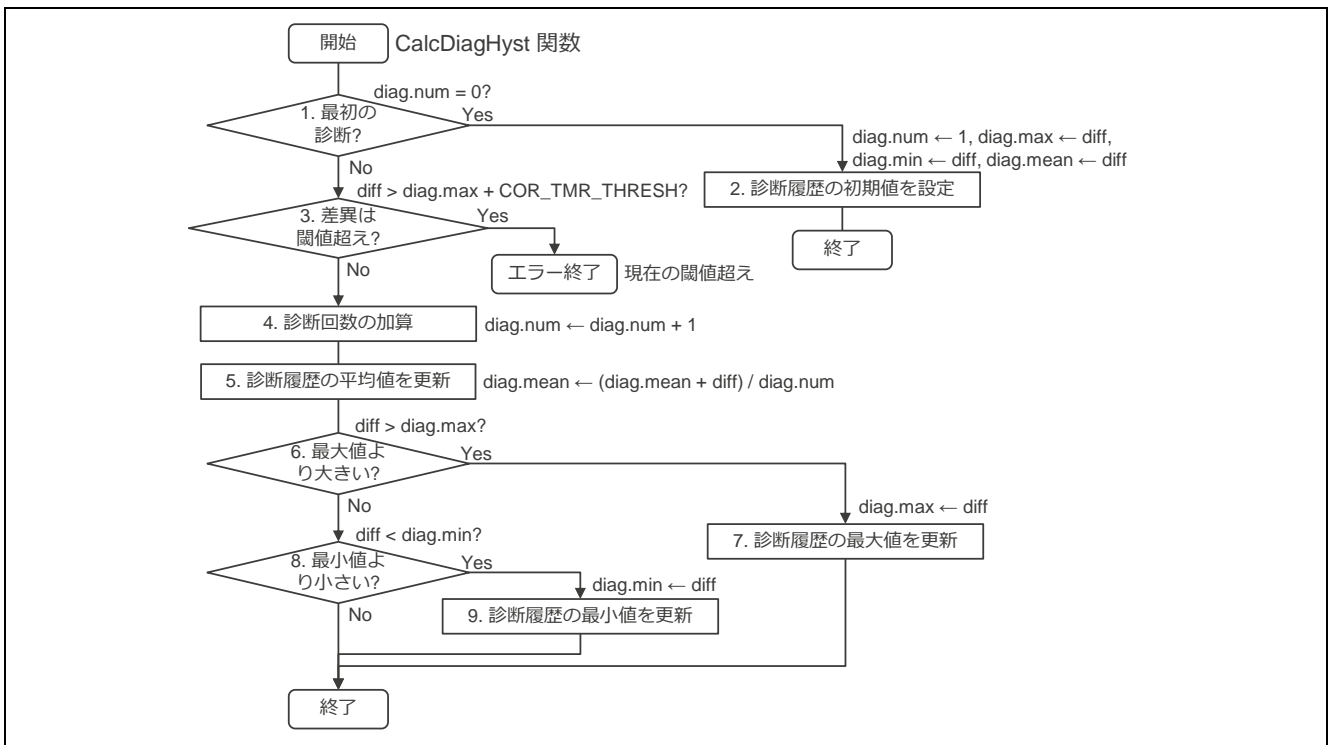 開始
CalcDiagHyst 関数
diag.num = 0?
1. 最初の
診断?
Yes
No
diag.num ← 1, diag.max ← diff,
diag.min ← diff, diag.mean ← diff
2. 診断履歴の初期値を設定
終了
diff > diag.max + COR_TMR_THRESH?
3. 差異は
閾値超え?
Yes
No
エラー終了
現在の閾値超え
4. 診断回数の加算
diag.num ← diag.num + 1
5. 診断履歴の平均値を更新
diag.mean ← (diag.mean + diff) / diag.num
diff > diag.max?
6. 最大値よ
り大きい?
Yes
No
diag.max ← diff
7. 診断履歴の最大値を更新
diff < diag.min?
8. 最小値よ
り小さい?
Yes
No
diag.min ← diff
9. 診断履歴の最小値を更新
終了